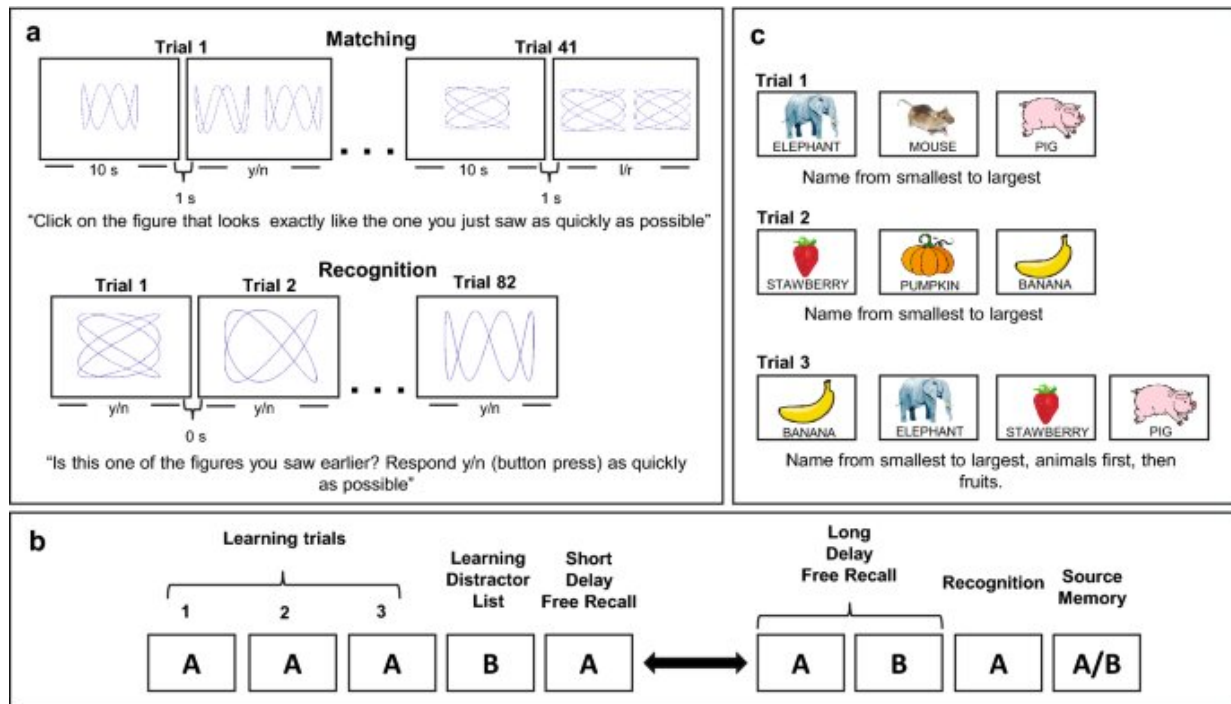 a
Matching
Trial 1
Trial 41
10 s
y/n
10 s
l/r
1 s
1 s
“Click on the figure that looks exactly like the one you just saw as quickly as possible”
Recognition
Trial 1
Trial 2
Trial 82
y/n
y/n
y/n
0 s
“Is this one of the figures you saw earlier? Respond y/n (button press) as quickly
as possible”
c
Trial 1
ELEPHANT
MOUSE
PIG
Name from smallest to largest
Trial 2
STAWBERRY
PUMPKIN
BANANA
Name from smallest to largest
Trial 3
BANANA
ELEPHANT
STAWBERRY
PIG
Name from smallest to largest, animals first, then
fruits.
b
Learning trials
1
2
3
Learning
Distractor
List
Short
Delay
Free Recall
Long
Delay
Free Recall
Recognition
Source
Memory
A
A
A
B
A
A
B
A
A/B